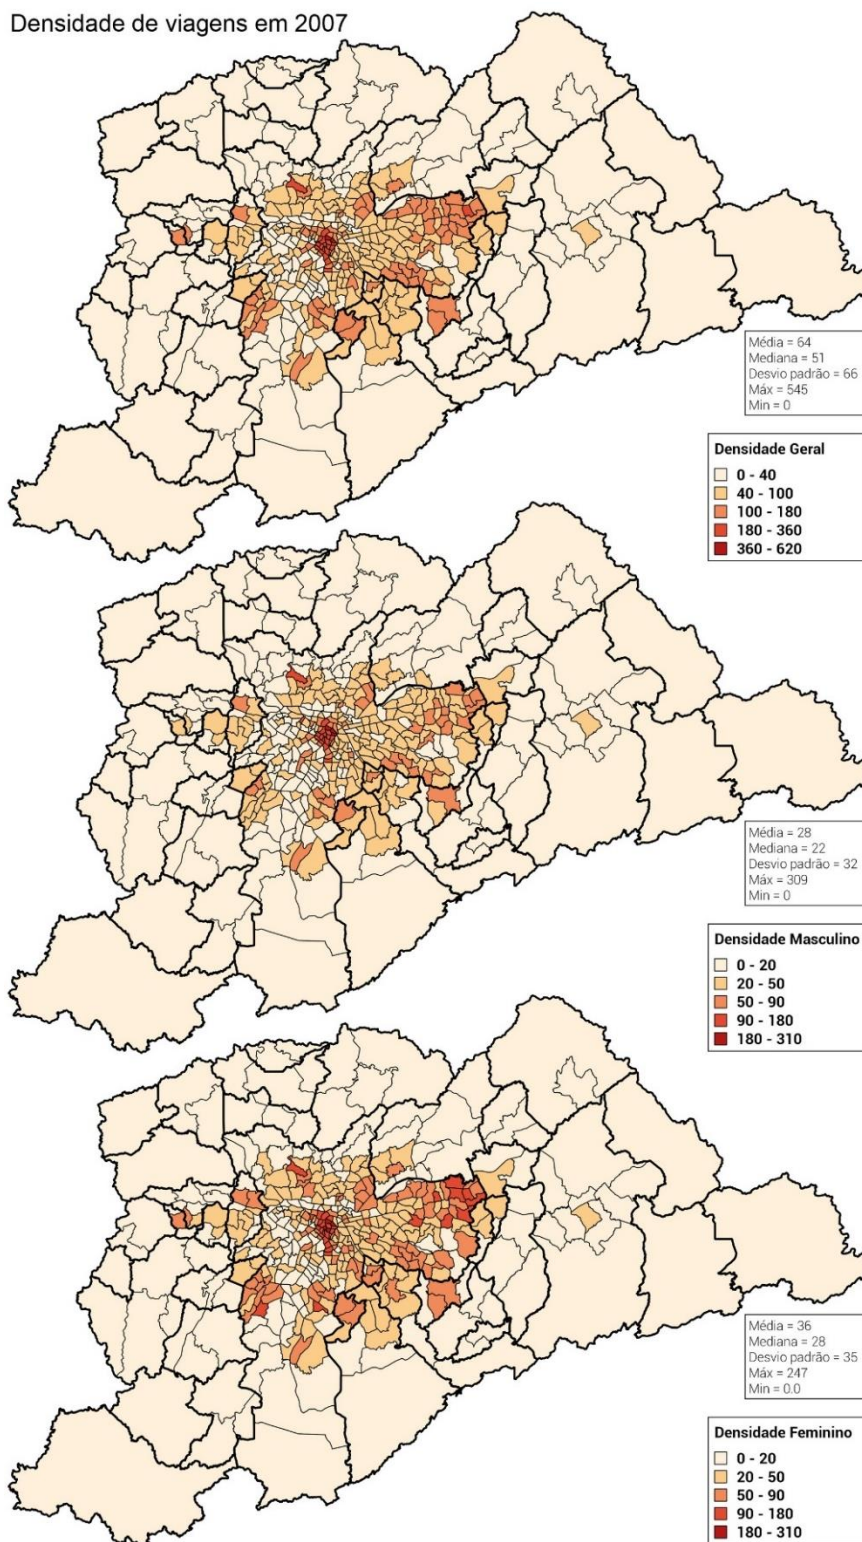 Densidade de viagens em 2007
Média = 64
Mediana = 51
Desvio padrão = 66
Máx = 545
Min = 0
Densidade Geral
0 - 40
40 - 100
100 - 180
180 - 360
360 - 620
Média = 28
Mediana = 22
Desvio padrão = 32
Máx = 309
Min = 0
Densidade Masculino
0 - 20
20 - 50
50 - 90
90 - 180
180 - 310
Média = 36
Mediana = 28
Desvio padrão = 35
Máx = 247
Min = 0.0
Densidade Feminino
0 - 20
20 - 50
50 - 90
90 - 180
180 - 310